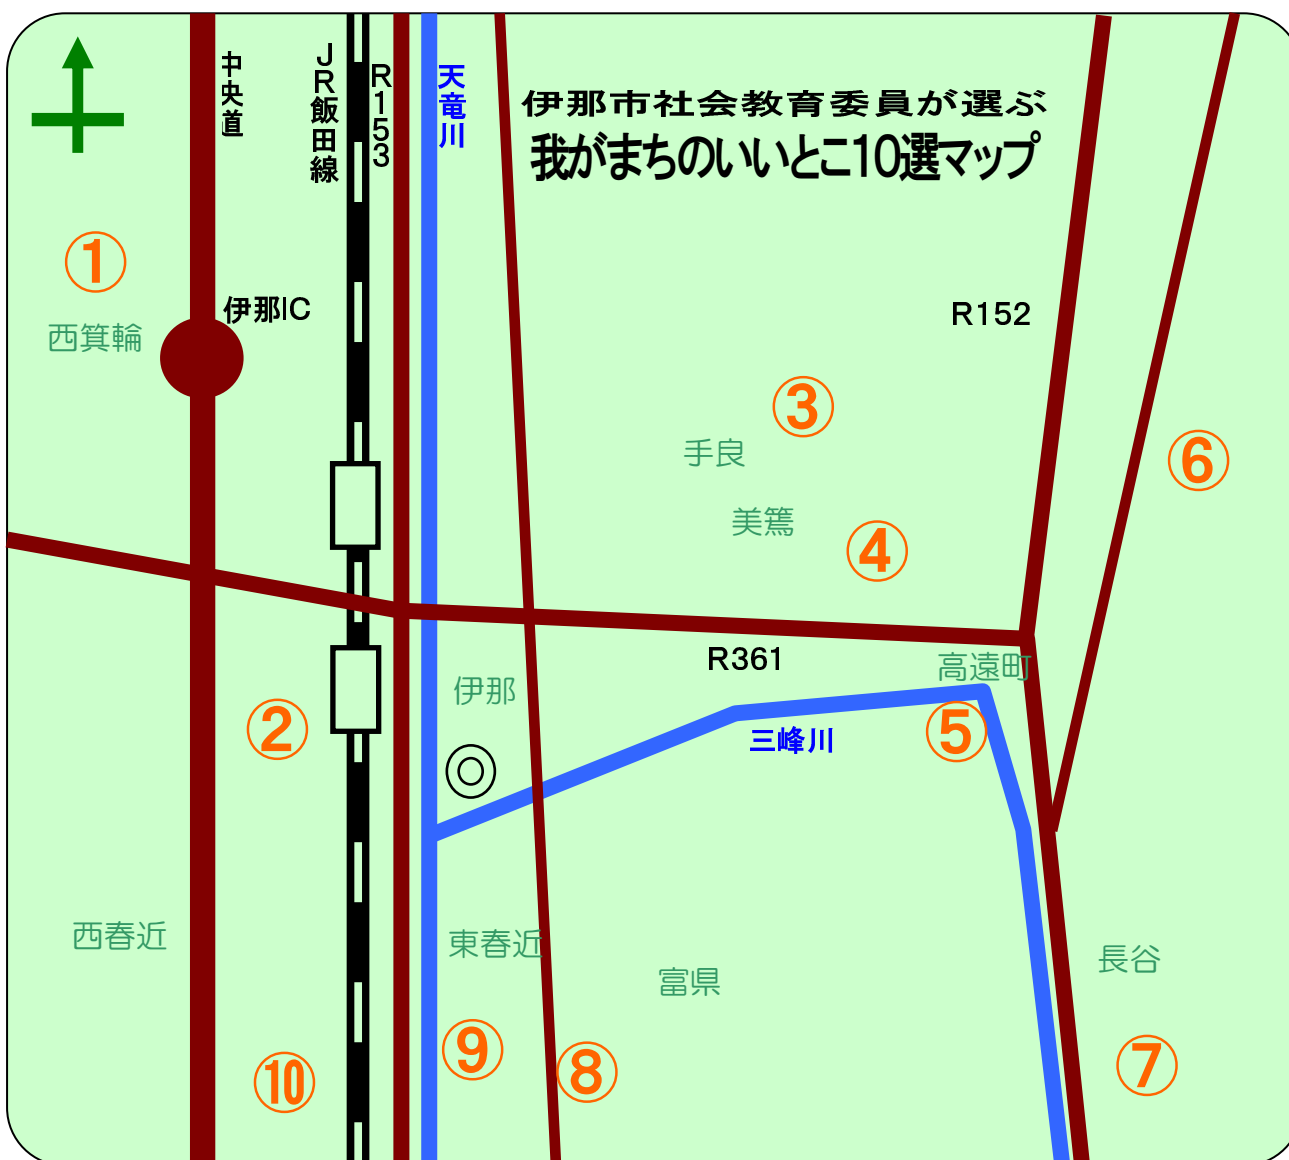 中央道
JR飯田線
R153
天竜川
伊那市社会教育委員が選ぶ
我がまちのいいとこ10選マップ
①
西箕輪
伊那IC
R152
③
手良
⑥
美篶
④
R361
高遠町
伊那
②
⑤
三峰川
◎
西春近
東春近
富県
長谷
⑨
⑧
⑦
⑩